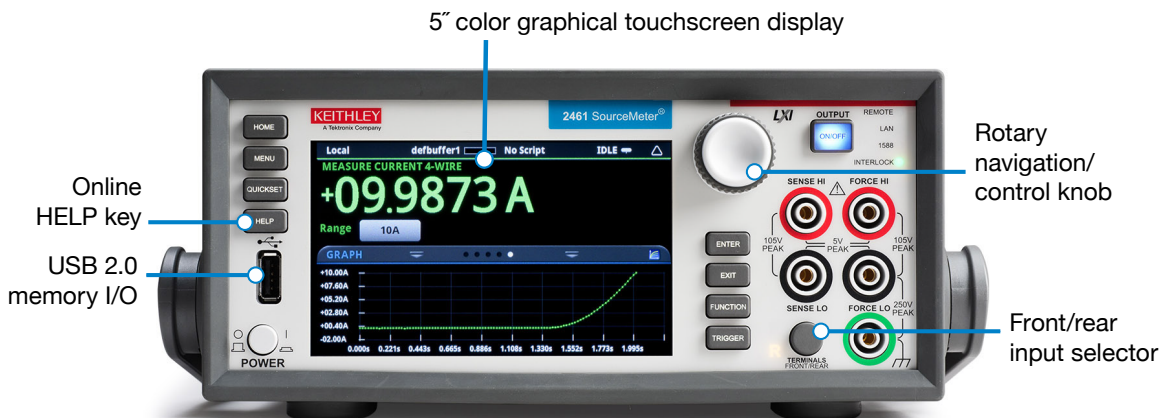 5″ color graphical touchscreen display
HOME
MENU
QUICKSET
HELP
Online
HELP key
USB 2.0
memory I/O
POWER
KEITHLEY
A Tektronix Company
2461 SourceMeter®
Local defbuffer1 No Script IDLE
MEASURE CURRENT 4-WIRE
+09.9873 A
Range 10A
GRAPH
+10.00A
+07.60A
+05.20A
+02.80A
+00.40A
-02.00A
0.000s 0.221s 0.443s 0.665s 0.886s 1.108s 1.330s 1.552s 1.773s 1.995s
ENTER
EXIT
FUNCTION
TRIGGER
LXI
OUTPUT
ON/OFF
REMOTE
LAN
1588
INTERLOCK
SENSE HI FORCE HI
105V
PEAK
5V
PEAK
105V
PEAK
SENSE LO FORCE LO
250V
PEAK
R
TERMINALS
FRONT/REAR
Rotary
navigation/
control knob
Front/rear
input selector